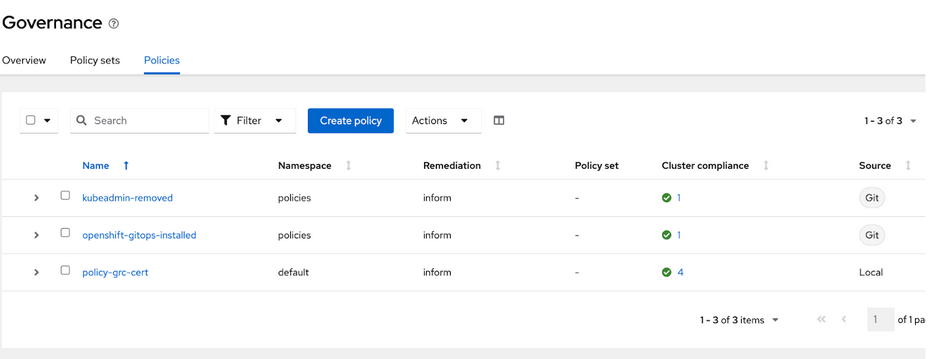 Governance
Overview Policy sets Policies
Search Filter Create policy Actions 1 - 3 of 3
Name Namespace Remediation Policy set Cluster compliance Source
kubeadmin-removed policies inform - 1 Git
openshift-gitops-installed policies inform - 1 Git
policy-grc-cert default inform - 4 Local
1 - 3 of 3 items 1 of 1 pa